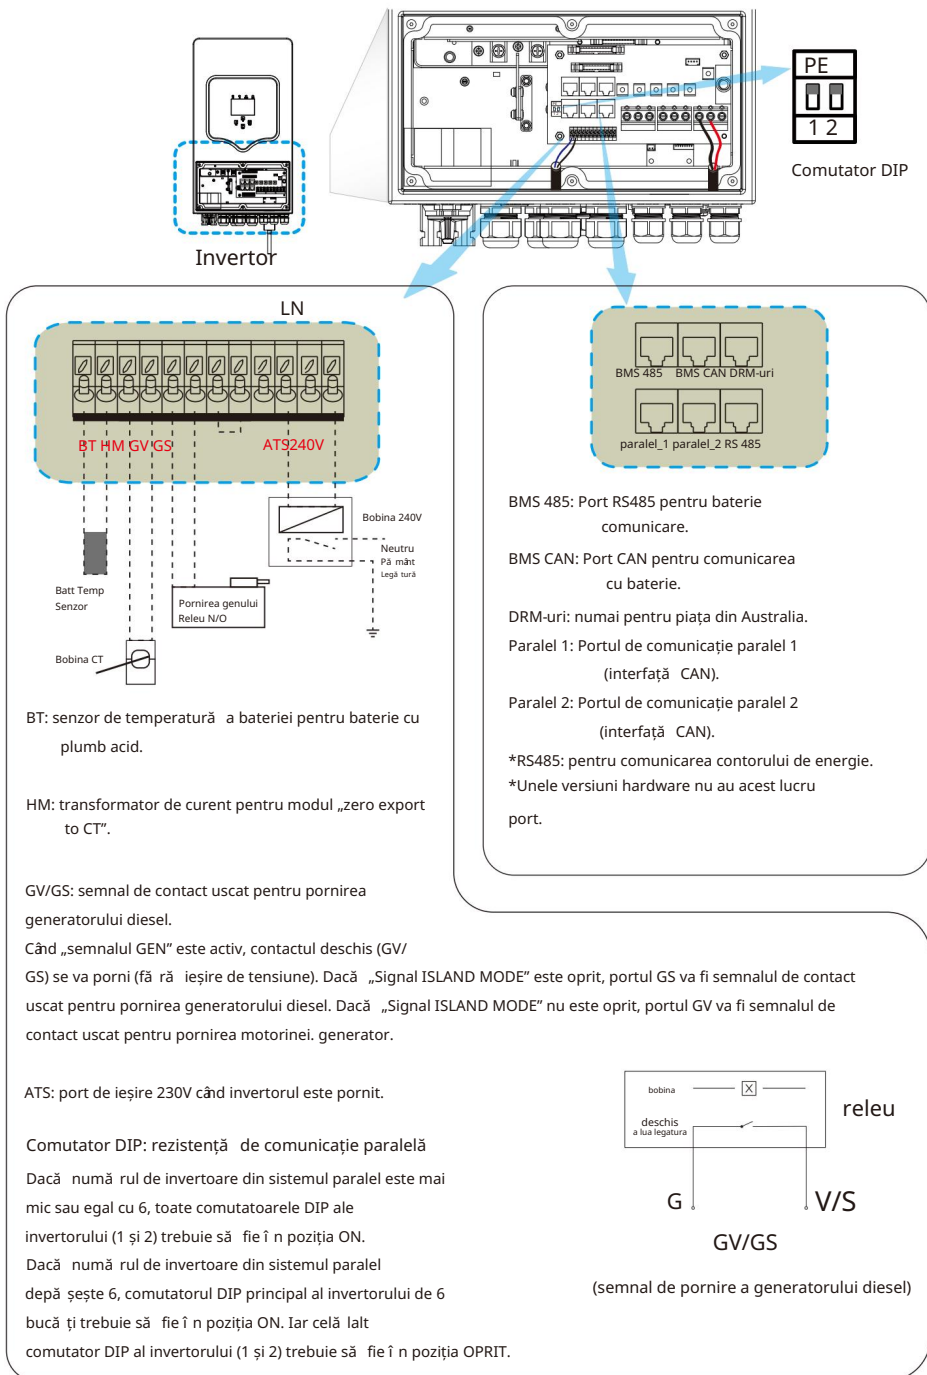 PE
1 2
Comutator DIP
Invertor
LN
BT HM GV GS
ATS240V
Bobina 240V
Neutru
Pă mânt
Legă tură
Batt Temp
Senzor
Pornirea genului
Releu N/O
Bobina CT
BMS 485 BMS CAN DRM-uri
paralel_1 paralel_2 RS 485
BMS 485: Port RS485 pentru baterie
comunicare.
BMS CAN: Port CAN pentru comunicarea
cu baterie.
DRM-uri: numai pentru piața din Australia.
Paralel 1: Portul de comunicație paralel 1
(interfață CAN).
Paralel 2: Portul de comunicație paralel 2
(interfață CAN).
*RS485: pentru comunicarea contorului de energie.
*Unele versiuni hardware nu au acest lucru
port.
BT: senzor de temperatură a bateriei pentru baterie cu
plumb acid.
HM: transformator de curent pentru modul „zero export
to CT”.
GV/GS: semnal de contact uscat pentru pornirea
generatorului diesel.
Când „semnalul GEN” este activ, contactul deschis (GV/
GS) se va porni (fă ră ieșire de tensiune). Dacă „Signal ISLAND MODE” este oprit, portul GS va fi semnalul de contact
uscat pentru pornirea generatorului diesel. Dacă „Signal ISLAND MODE” nu este oprit, portul GV va fi semnalul de
contact uscat pentru pornirea motorinei. generator.
ATS: port de ieșire 230V când invertorul este pornit.
Comutator DIP: rezistență de comunicație paralelă
Dacă numă rul de invertoare din sistemul paralel este mai
mic sau egal cu 6, toate comutatoarele DIP ale
invertorului (1 și 2) trebuie să fie î n poziția ON.
Dacă numă rul de invertoare din sistemul paralel
depă șește 6, comutatorul DIP principal al invertorului de 6
bucă ți trebuie să fie î n poziția ON. Iar celă lalt
comutator DIP al invertorului (1 și 2) trebuie să fie î n poziția OPRIT.
bobina
X
deschis
a lua legatura
releu
G
V/S
GV/GS
(semnal de pornire a generatorului diesel)